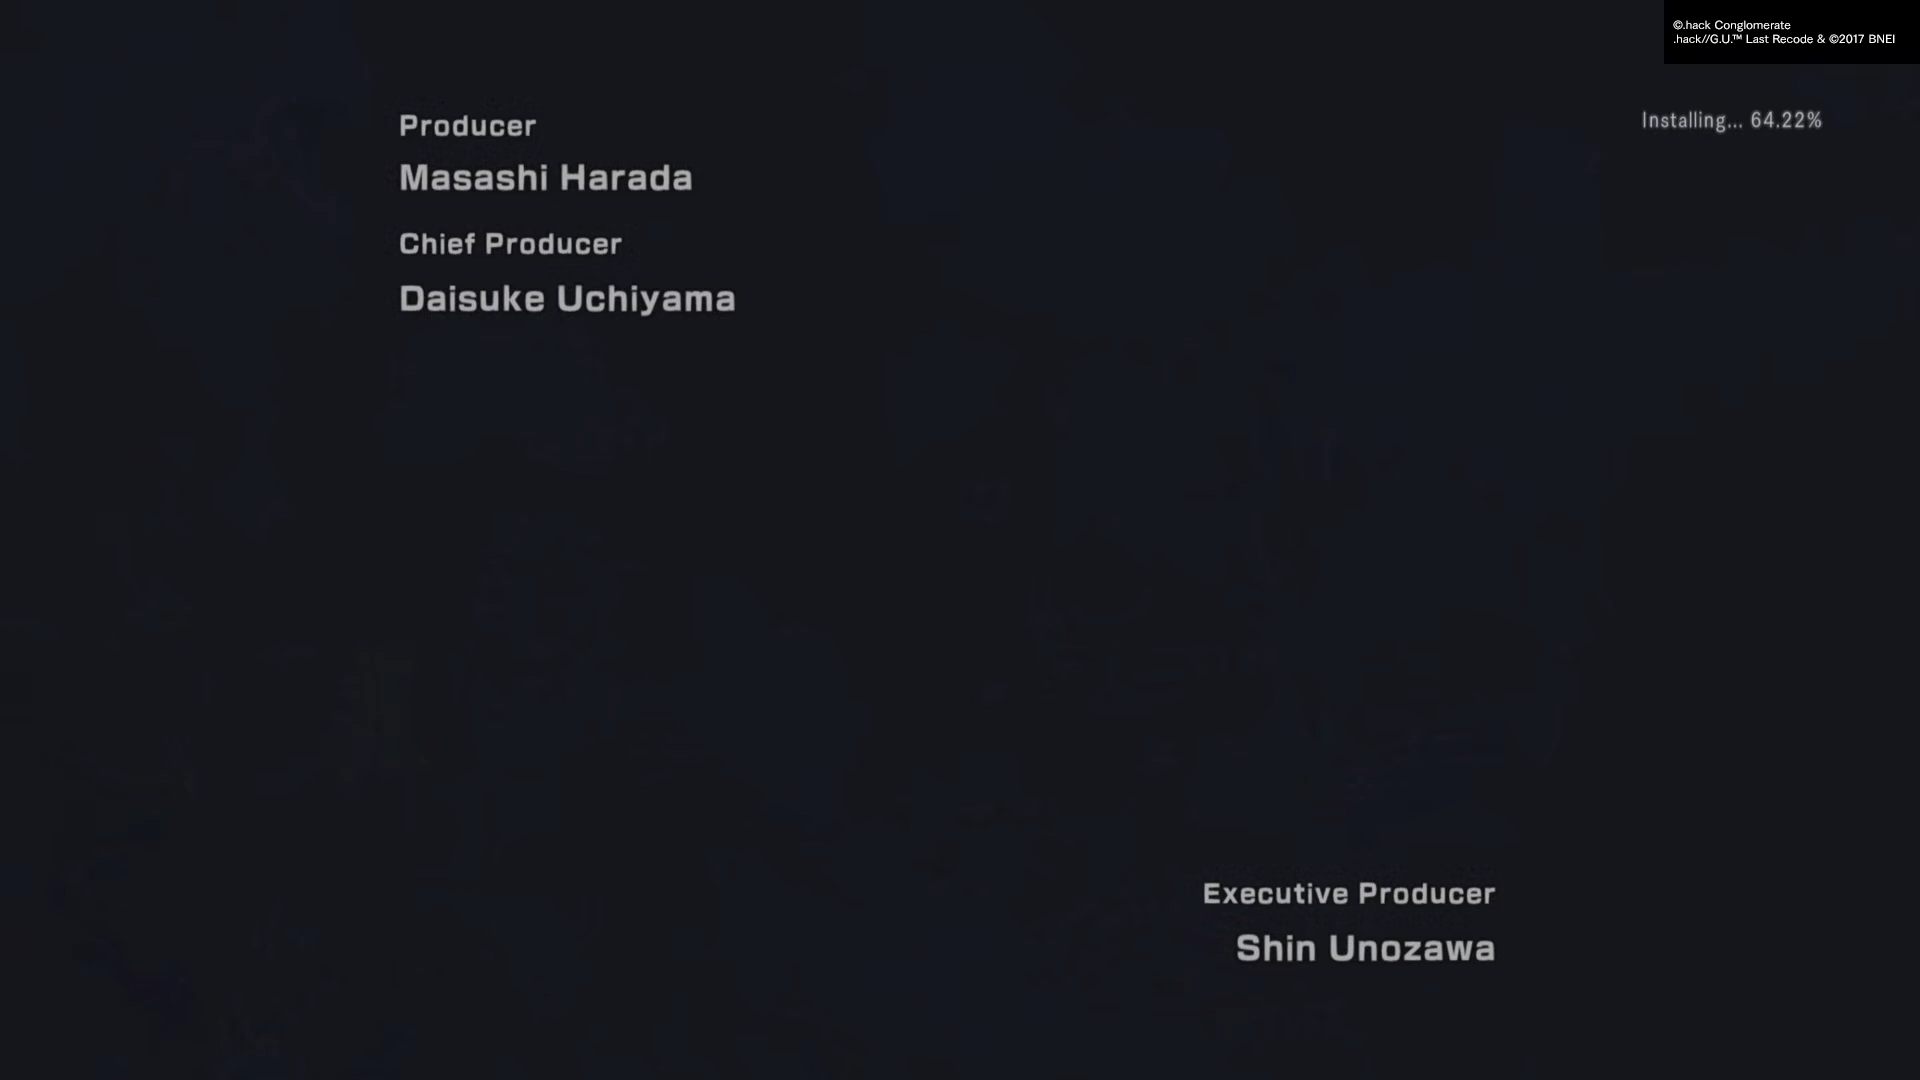 ©.hack Conglomerate
.hack//G.U.™ Last Recode & ©2017 BNEI
Installing... 64.22%
Producer
Masashi Harada
Chief Producer
Daisuke Uchiyama
Executive Producer
Shin Unozawa